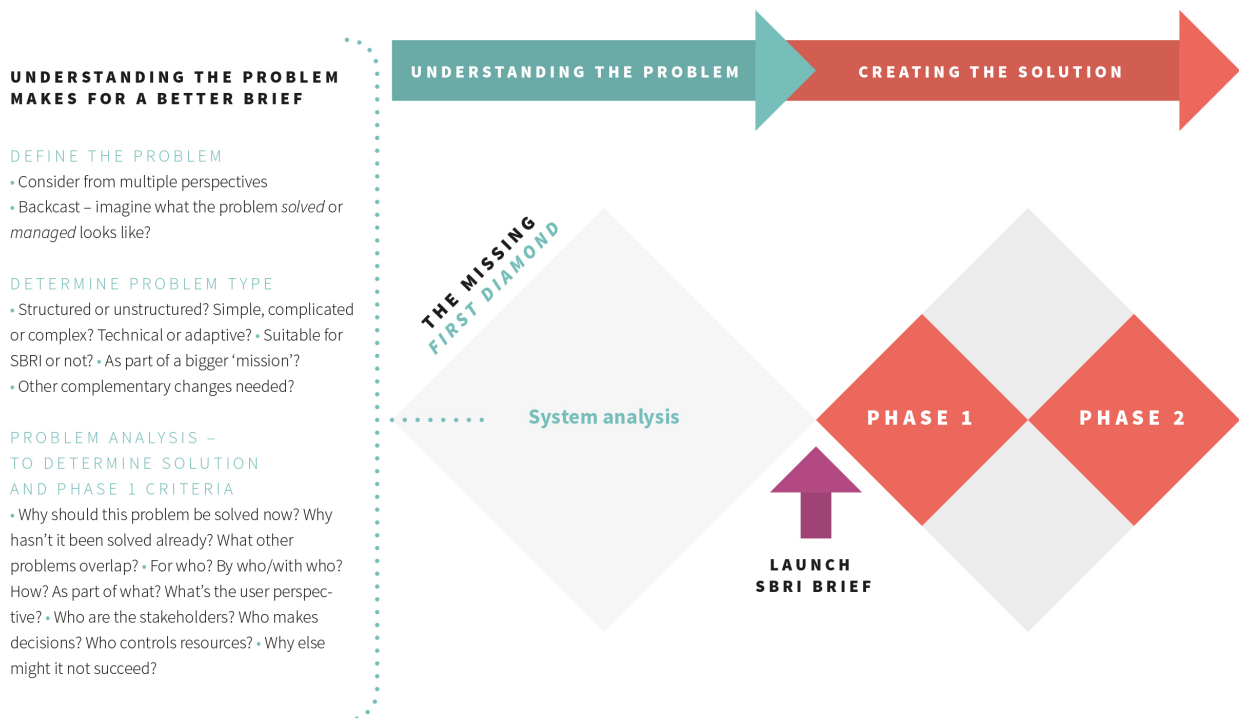 UNDERSTANDING THE PROBLEM
MAKES FOR A BETTER BRIEF
DEFINE THE PROBLEM
• Consider from multiple perspectives
• Backcast – imagine what the problem solved or
managed looks like?
DETERMINE PROBLEM TYPE
• Structured or unstructured? Simple, complicated
or complex? Technical or adaptive? • Suitable for
SBRI or not? • As part of a bigger ‘mission’?
• Other complementary changes needed?
PROBLEM ANALYSIS –
TO DETERMINE SOLUTION
AND PHASE 1 CRITERIA
• Why should this problem be solved now? Why
hasn’t it been solved already? What other
problems overlap? • For who? By who/with who?
How? As part of what? What’s the user perspec-
tive? • Who are the stakeholders? Who makes
decisions? Who controls resources? • Why else
might it not succeed?
UNDERSTANDING THE PROBLEM
CREATING THE SOLUTION
THE MISSING
FIRST DIAMOND
System analysis
PHASE 1
PHASE 2
LAUNCH
SBRI BRIEF